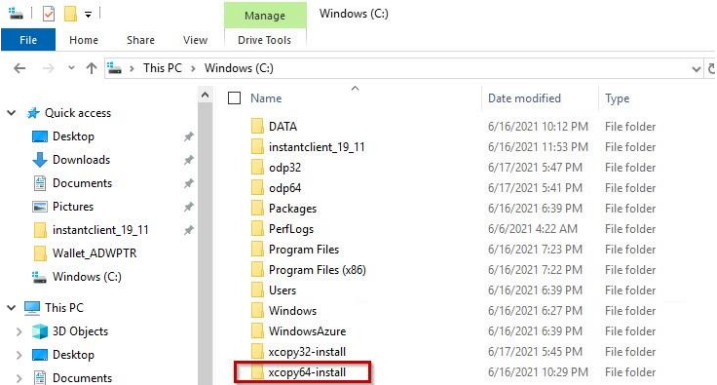 Manage Windows (C:)
File Home Share View Drive Tools
This PC Windows (C:)
Name Date modified Type
Quick access
Desktop
Downloads
Documents
Pictures
instantclient_19_11
Wallet_ADWPTR
Windows (C:)
This PC
3D Objects
Desktop
Documents
DATA 6/16/2021 10:12 PM File folder
instantclient_19_11 6/16/2021 11:53 PM File folder
odp32 6/17/2021 5:47 PM File folder
odp64 6/17/2021 5:41 PM File folder
Packages 6/16/2021 6:39 PM File folder
PerfLogs 6/6/2021 4:22 AM File folder
Program Files 6/16/2021 7:23 PM File folder
Program Files (x86) 6/16/2021 7:22 PM File folder
Users 6/16/2021 6:39 PM File folder
Windows 6/16/2021 6:27 PM File folder
WindowsAzure 6/16/2021 6:39 PM File folder
xcopy32-install 6/17/2021 5:45 PM File folder
xcopy64-install 6/16/2021 10:29 PM File folder